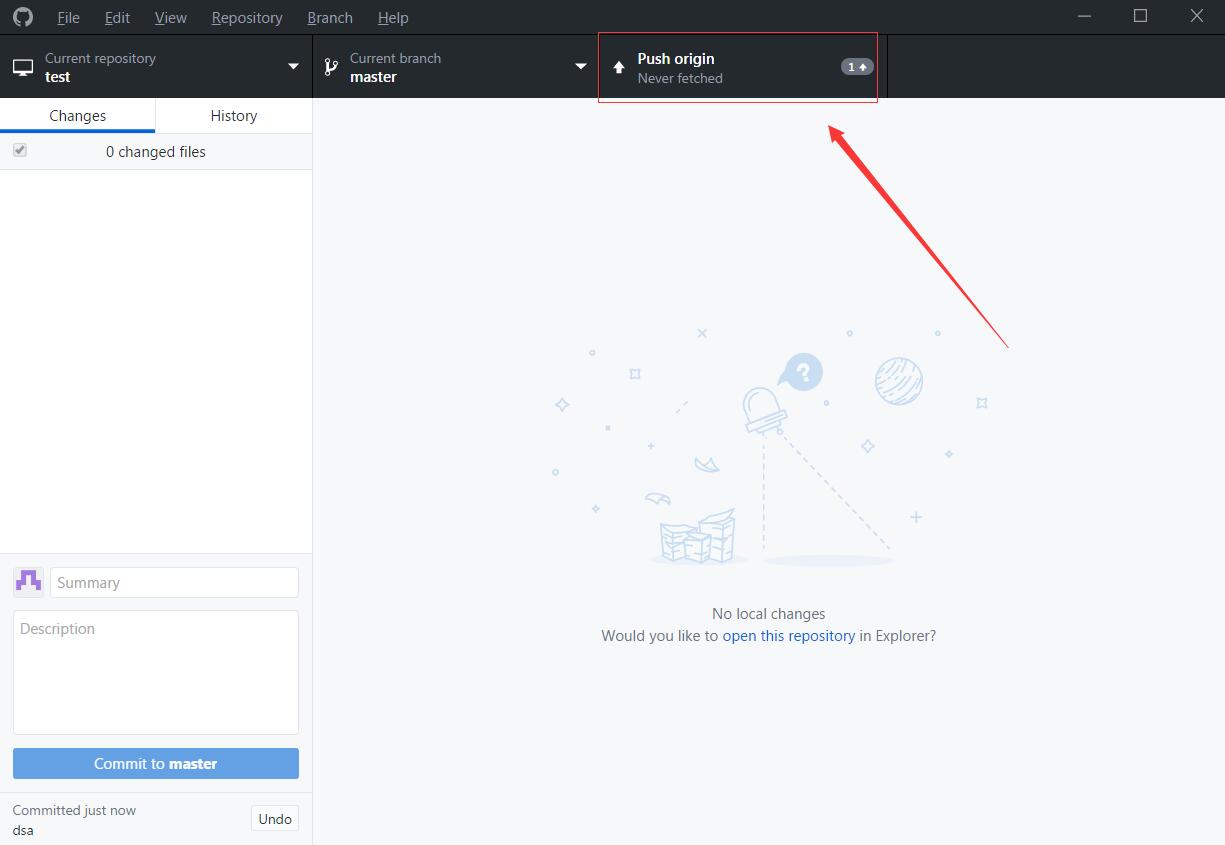 File Edit View Repository Branch Help
Current repository
test
Current branch
master
Push origin
Never fetched
1
Changes
History
0 changed files
?
No local changes
Would you like to open this repository in Explorer?
Summary
Description
Commit to master
Committed just now
dsa
Undo